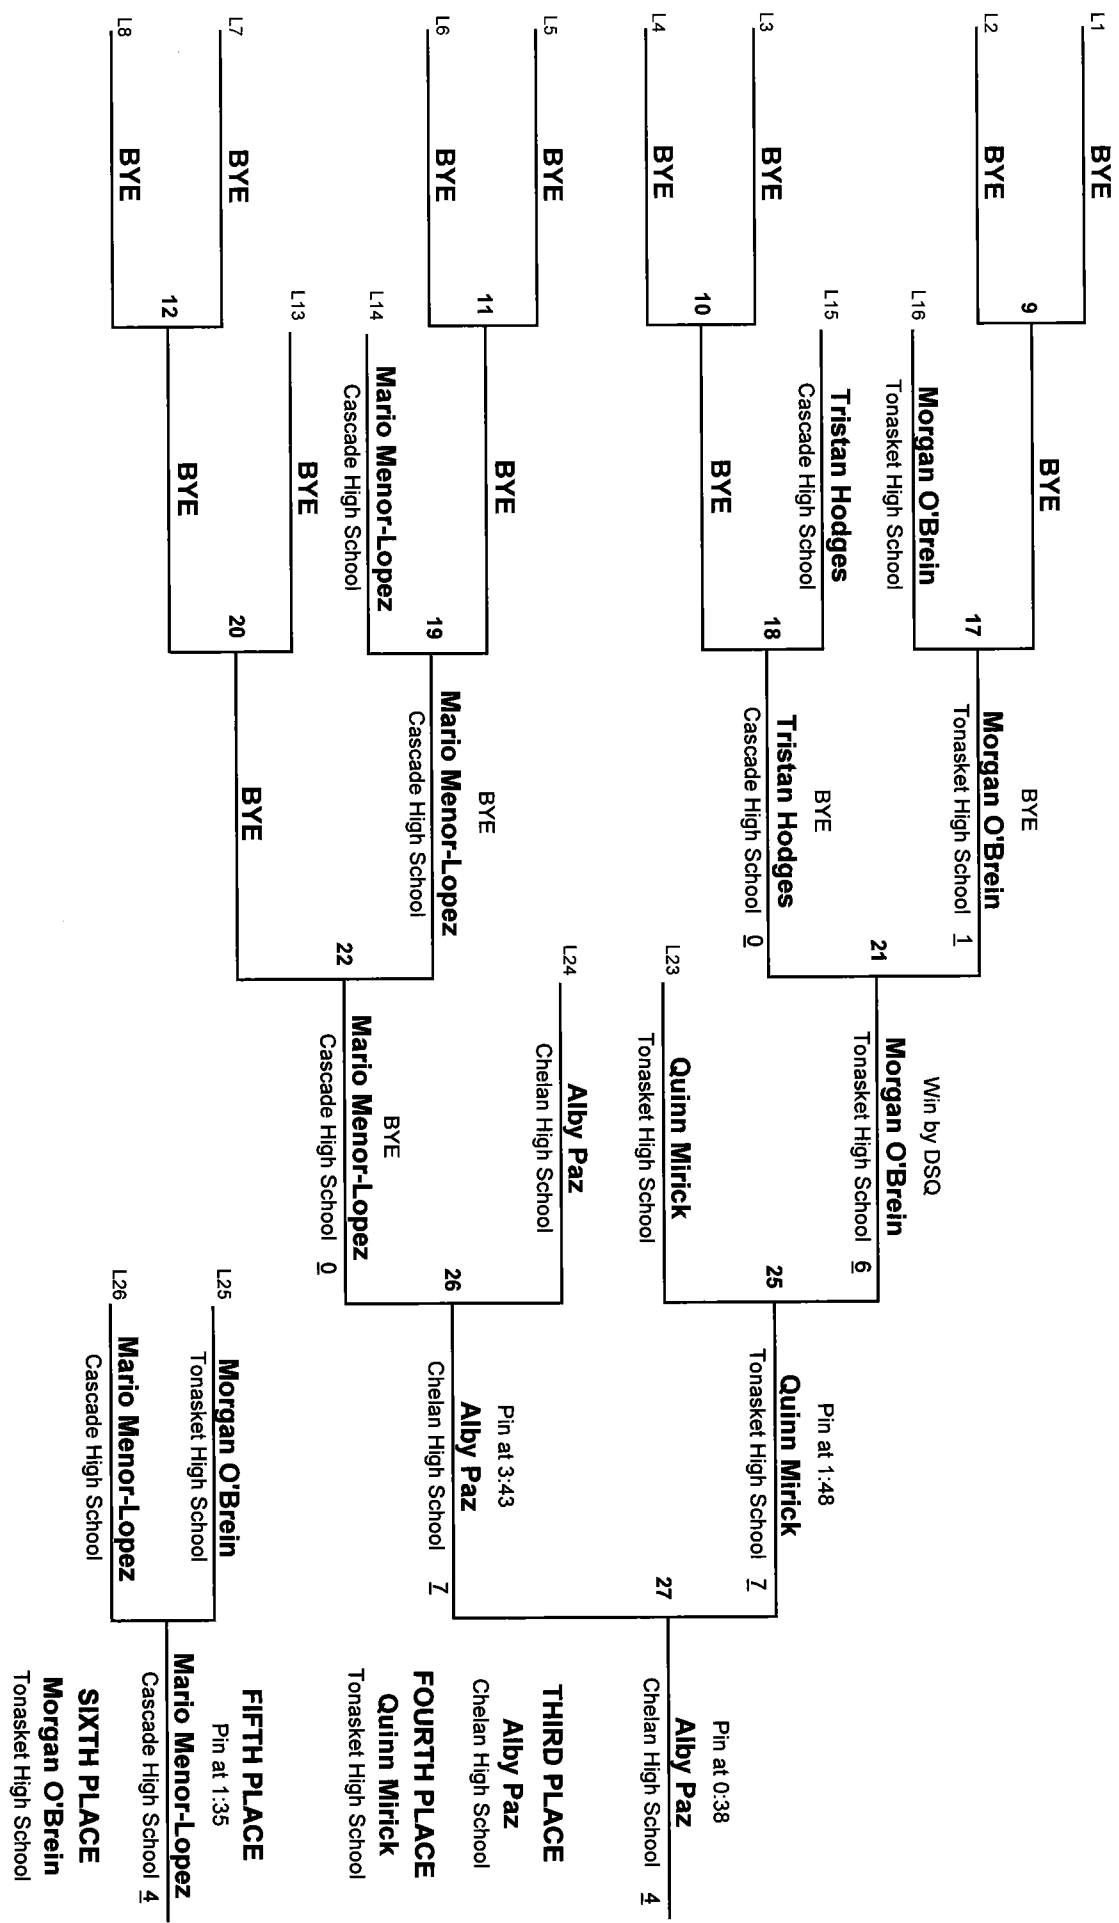 L1
BYE
L2
BYE
9
BYE
L16
Morgan O'Brein
Tonasket High School
17
BYE
Morgan O'Brein
Tonasket High School 1
L3
BYE
L4
BYE
10
BYE
L15
Tristan Hodges
Cascade High School
18
BYE
Tristan Hodges
Cascade High School 0
21
Win by DSQ
Morgan O'Brein
Tonasket High School 6
L23
Quinn Mirick
Tonasket High School
25
Pin at 1:48
Quinn Mirick
Tonasket High School 7
L5
BYE
L6
BYE
11
BYE
L14
Mario Menor-Lopez
Cascade High School
19
BYE
Mario Menor-Lopez
Cascade High School
L7
BYE
L8
BYE
12
BYE
L13
BYE
20
BYE
22
BYE
Mario Menor-Lopez
Cascade High School 0
L24
Alby Paz
Chelan High School
26
Pin at 3:43
Alby Paz
Chelan High School 7
27
Pin at 0:38
Alby Paz
Chelan High School 4
THIRD PLACE
Alby Paz
Chelan High School
FOURTH PLACE
Quinn Mirick
Tonasket High School
L25
Morgan O'Brein
Tonasket High School
L26
Mario Menor-Lopez
Cascade High School
FIFTH PLACE
Pin at 1:35
Mario Menor-Lopez
Cascade High School 4
SIXTH PLACE
Morgan O'Brein
Tonasket High School